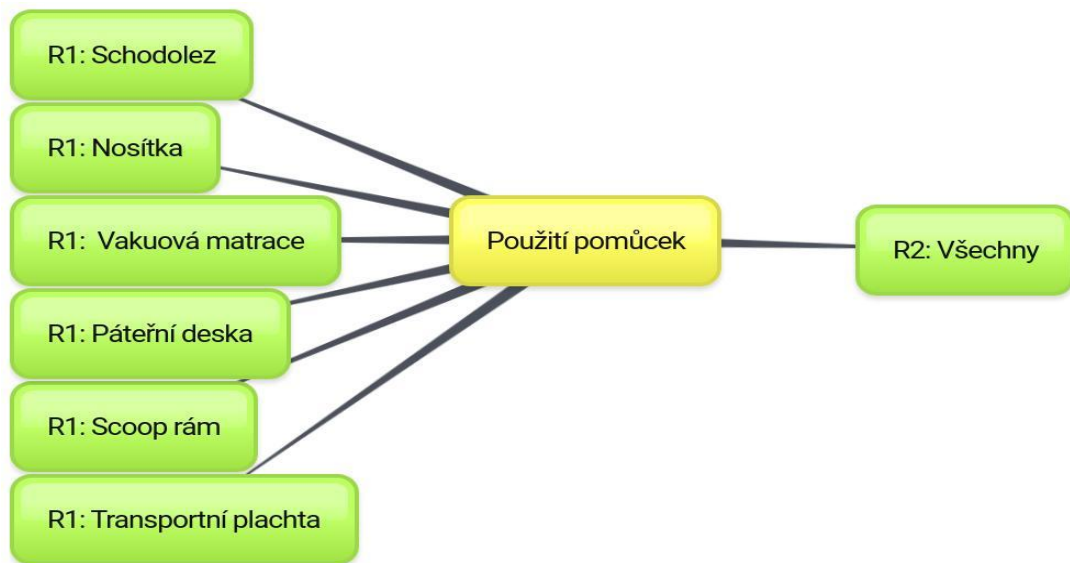 R1: Schodolez
R1: Nosítka
R1: Vakuová matrace
R1: Páteřní deska
R1: Scoop rám
R1: Transportní plachta
Použití pomůcek
R2: Všechny